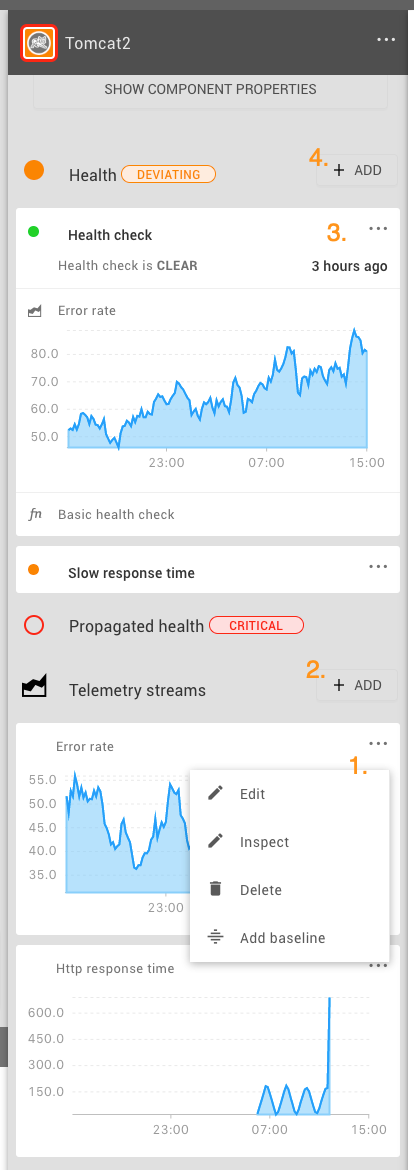 Tomcat2
SHOW COMPONENT PROPERTIES
Health DEVIATING 4. + ADD
Health check 3.
Health check is CLEAR 3 hours ago
Error rate
80.0
70.0
60.0
50.0
23:00 07:00 15:00
fn Basic health check
Slow response time
Propagated health CRITICAL
Telemetry streams 2. + ADD
Error rate
1.
55.0
50.0
45.0
40.0
35.0
23:00
Edit
Inspect
Delete
Add baseline
Http response time
600.0
450.0
300.0
150.0
23:00 07:00 15:00